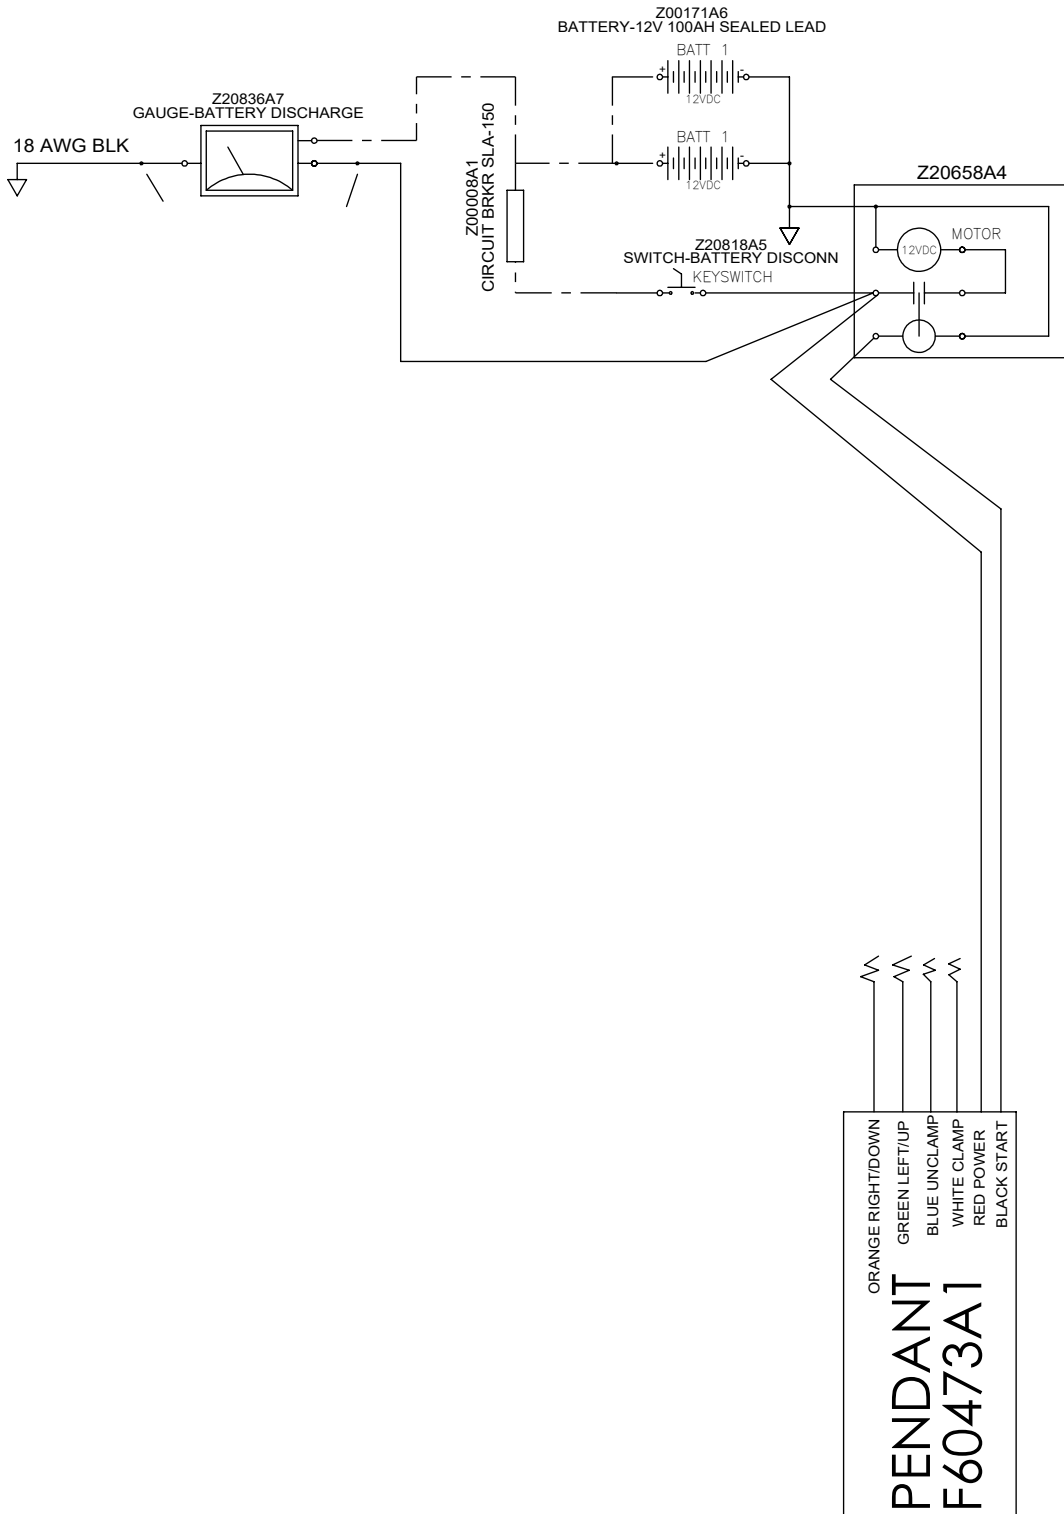 Z00171A6
BATTERY-12V 100AH SEALED LEAD
BATT 1
12VDC
BATT 1
12VDC
Z20836A7
GAUGE-BATTERY DISCHARGE
18 AWG BLK
Z00008A1
CIRCUIT BRKR SLA-150
Z20818A5
SWITCH-BATTERY DISCONN
KEYSWITCH
Z20658A4
MOTOR
12VDC
ORANGE RIGHT/DOWN
GREEN LEFT/UP
BLUE UNCLAMP
WHITE CLAMP
RED POWER
BLACK START
PENDANT
F60473A1